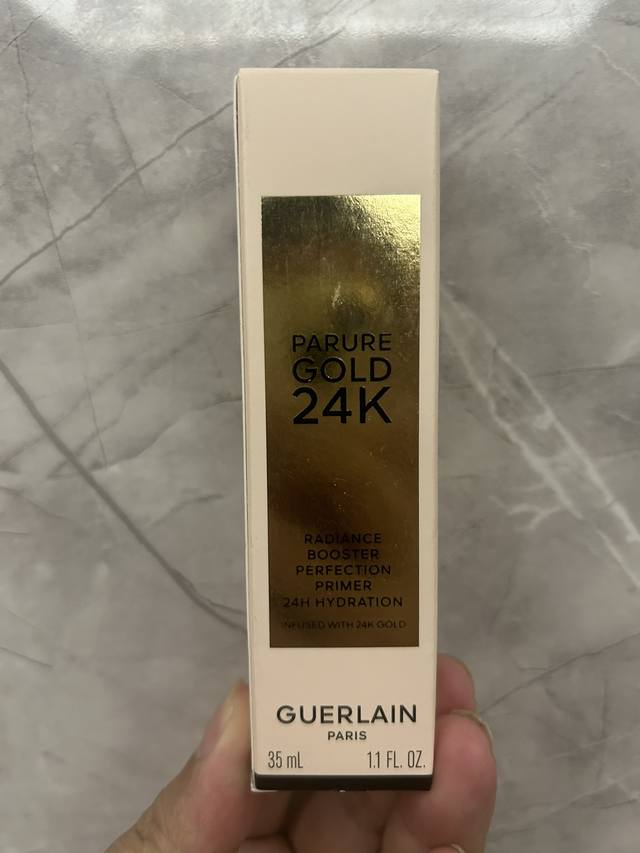 PARURE
GOLD
24K
RADIANCE
BOOSTER
PERFECTION
PRIMER
24H HYDRATION
INFUSED WITH 24K GOLD
GUERLAIN
PARIS
35 mL 1.1 FL. OZ.